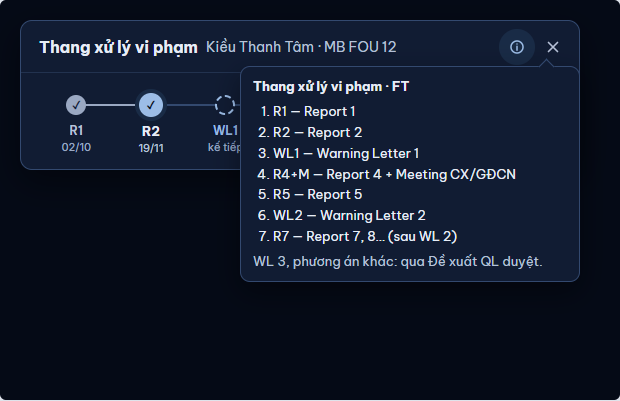 Thang xử lý vi phạm Kiều Thanh Tâm · MB FOU 12
R1
02/10
R2
19/11
WL1
kế tiếp
Thang xử lý vi phạm · FT
1. R1 — Report 1
2. R2 — Report 2
3. WL1 — Warning Letter 1
4. R4+M — Report 4 + Meeting CX/GĐCN
5. R5 — Report 5
6. WL2 — Warning Letter 2
7. R7 — Report 7, 8... (sau WL 2)
WL 3, phương án khác: qua Đề xuất QL duyệt.